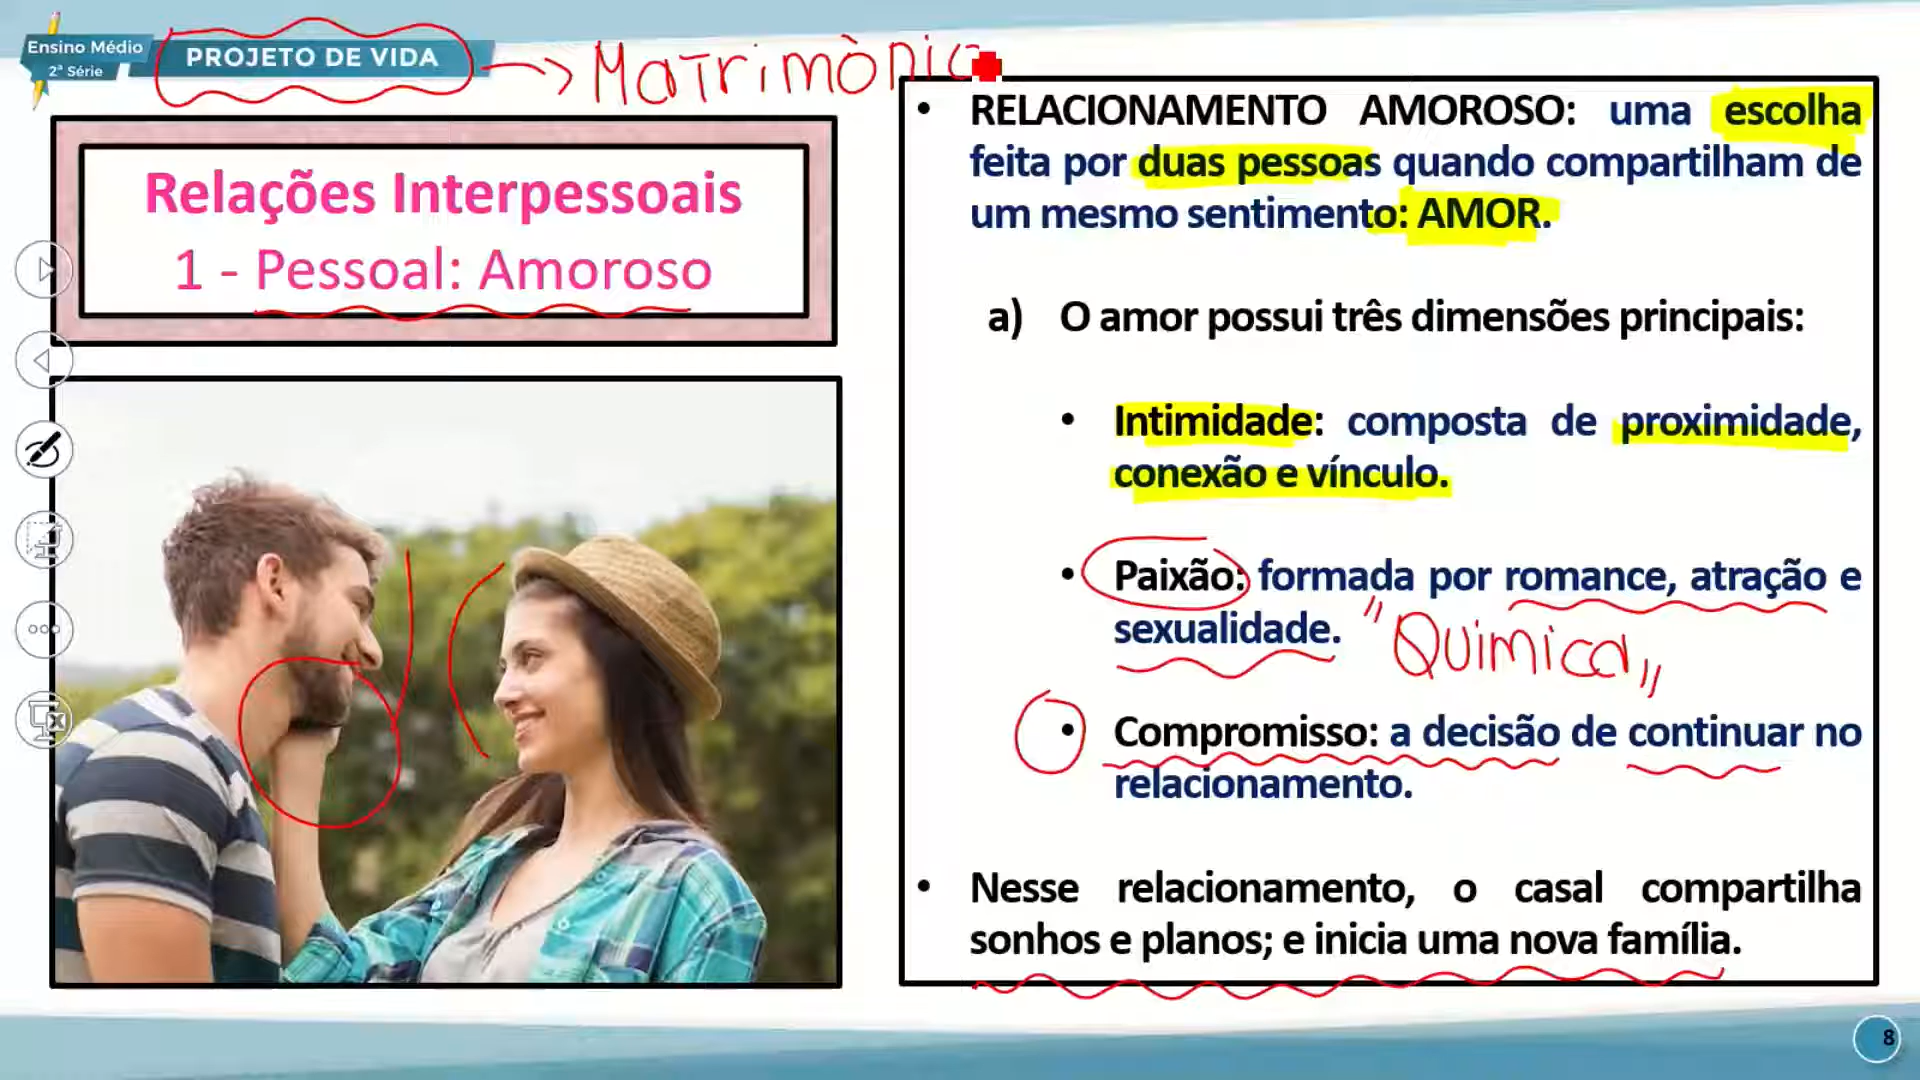 Ensino Médio
2ª Série
PROJETO DE VIDA
MaTrimònio
Relações Interpessoais
1 - Pessoal: Amoroso
• RELACIONAMENTO AMOROSO: uma escolha
feita por duas pessoas quando compartilham de
um mesmo sentimento: AMOR.
a) O amor possui três dimensões principais:
• Intimidade: composta de proximidade,
conexão e vínculo.
• Paixão: formada por romance, atração e
sexualidade.
"Quimica"
• Compromisso: a decisão de continuar no
relacionamento.
• Nesse relacionamento, o casal compartilha
sonhos e planos; e inicia uma nova família.
8